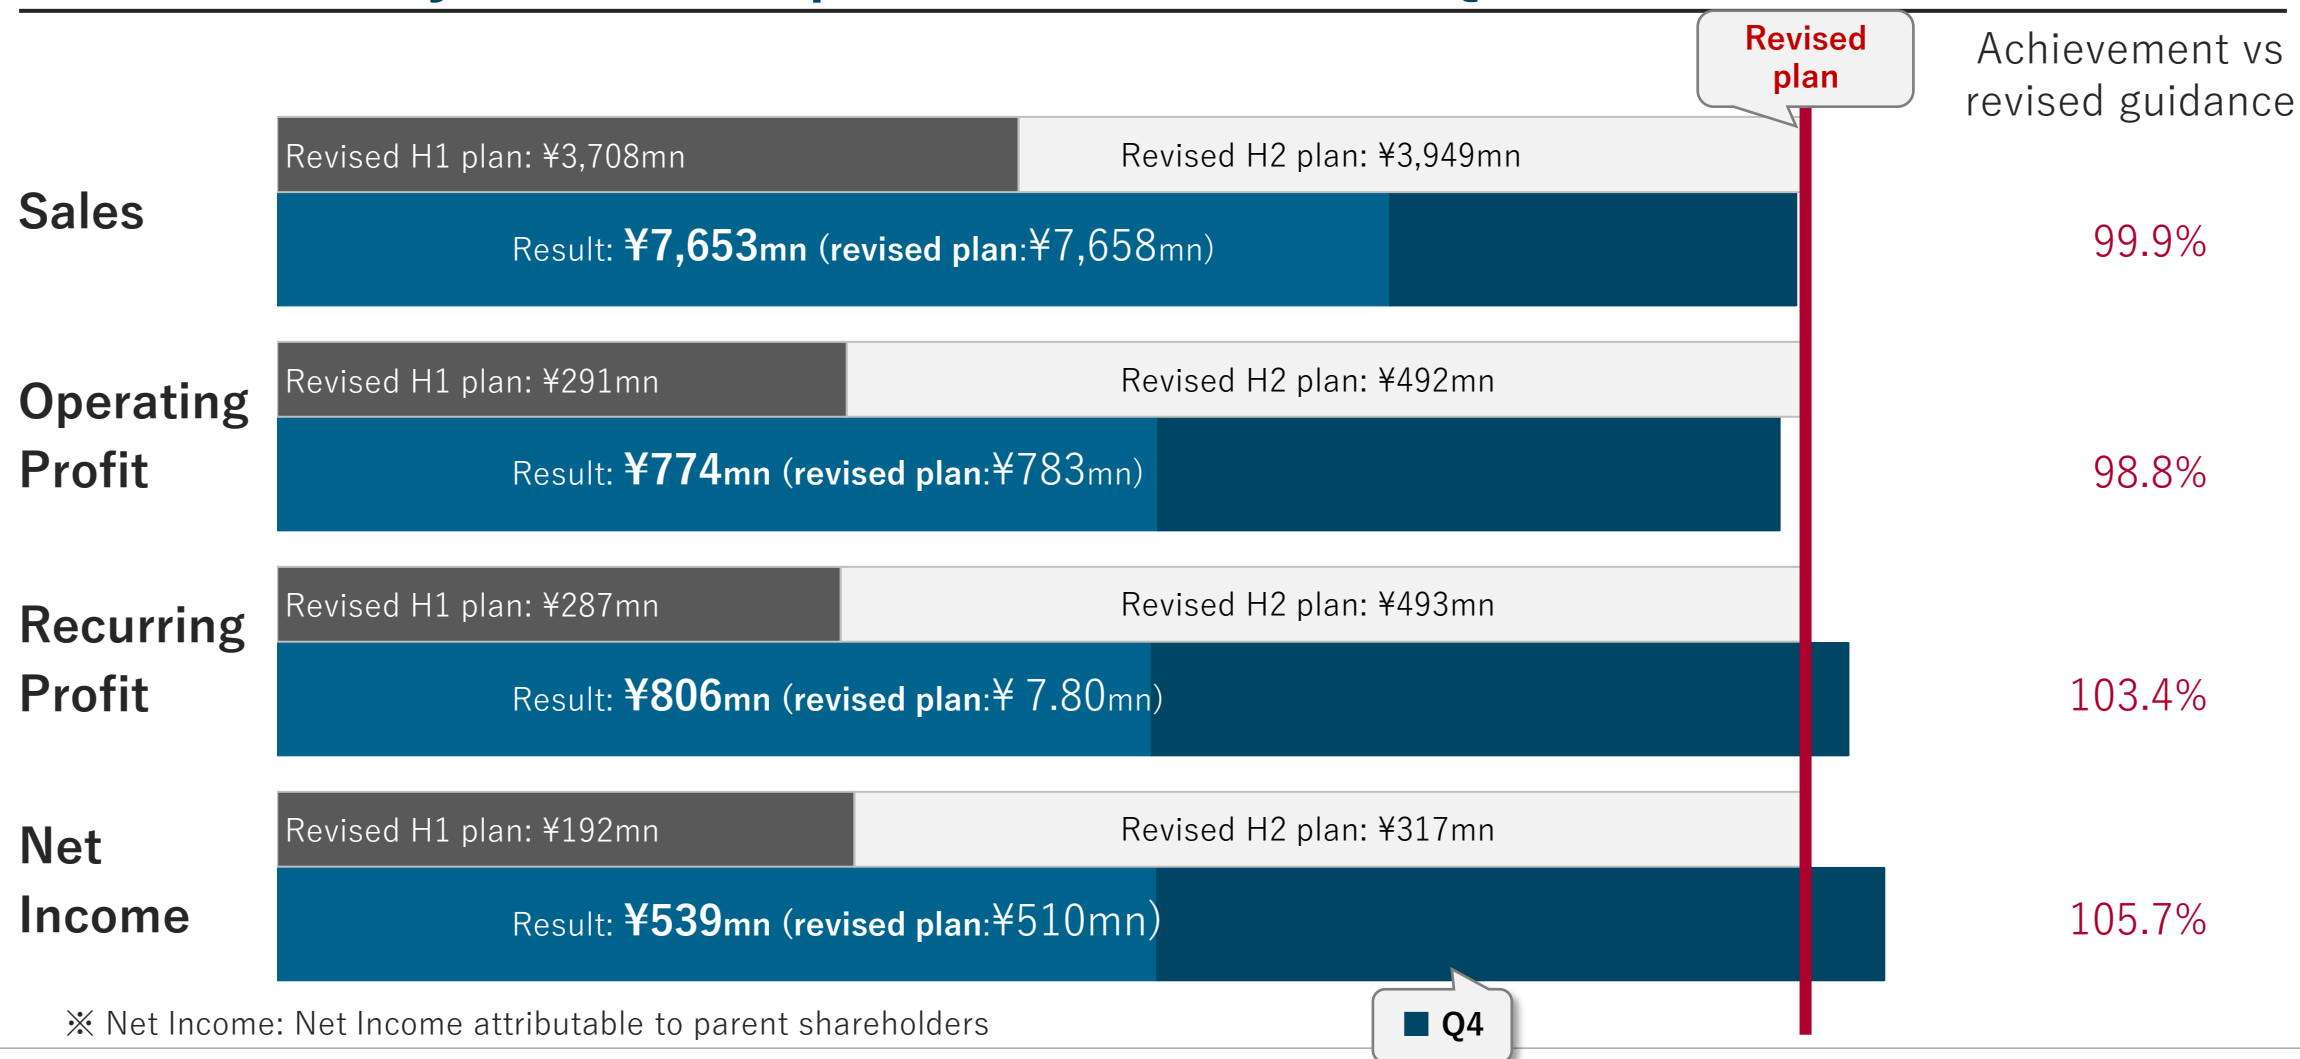 Revised
plan
Achievement vs
revised guidance
Sales
Revised H1 plan: ¥3,708mn
Revised H2 plan: ¥3,949mn
Result: ¥7,653mn (revised plan:¥7,658mn)
99.9%
Operating
Profit
Revised H1 plan: ¥291mn
Revised H2 plan: ¥492mn
Result: ¥774mn (revised plan:¥783mn)
98.8%
Recurring
Profit
Revised H1 plan: ¥287mn
Revised H2 plan: ¥493mn
Result: ¥806mn (revised plan:¥ 7.80mn)
103.4%
Net
Income
Revised H1 plan: ¥192mn
Revised H2 plan: ¥317mn
Result: ¥539mn (revised plan:¥510mn)
105.7%
※ Net Income: Net Income attributable to parent shareholders
■ Q4